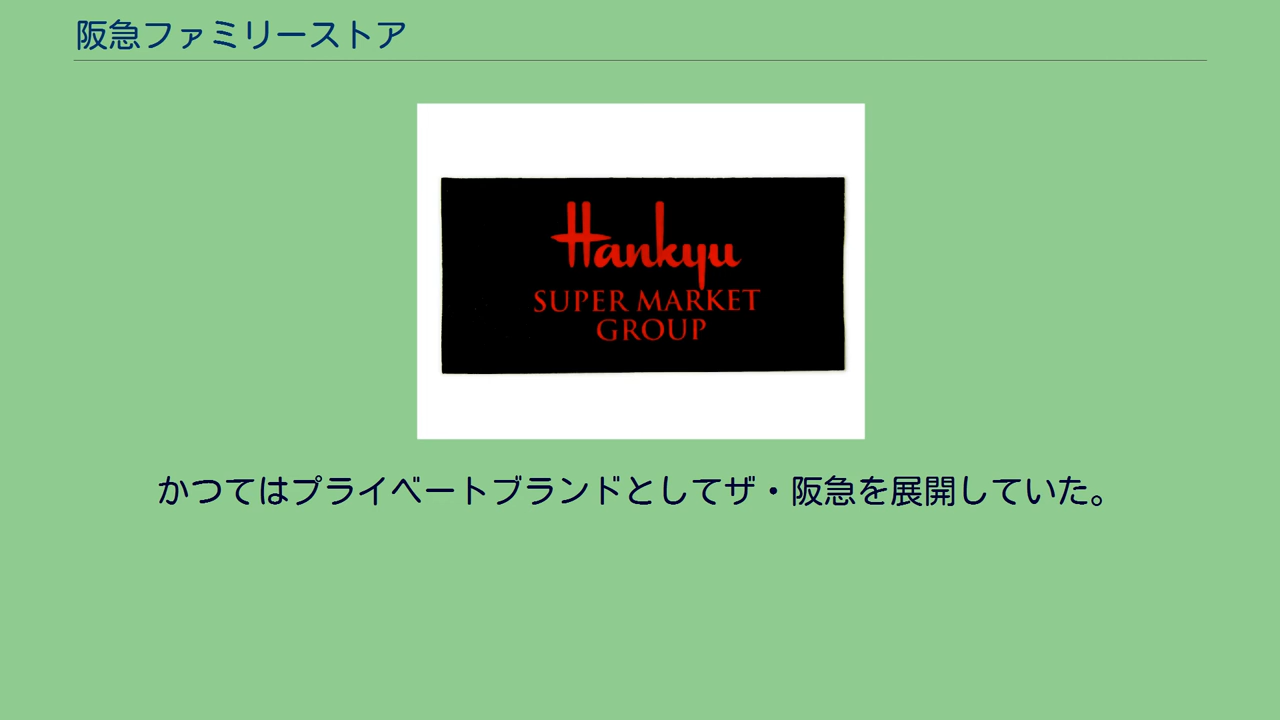 阪急ファミリーストア
Hankyu
SUPER MARKET
GROUP
かつてはプライベートブランドとしてザ・阪急を展開していた。